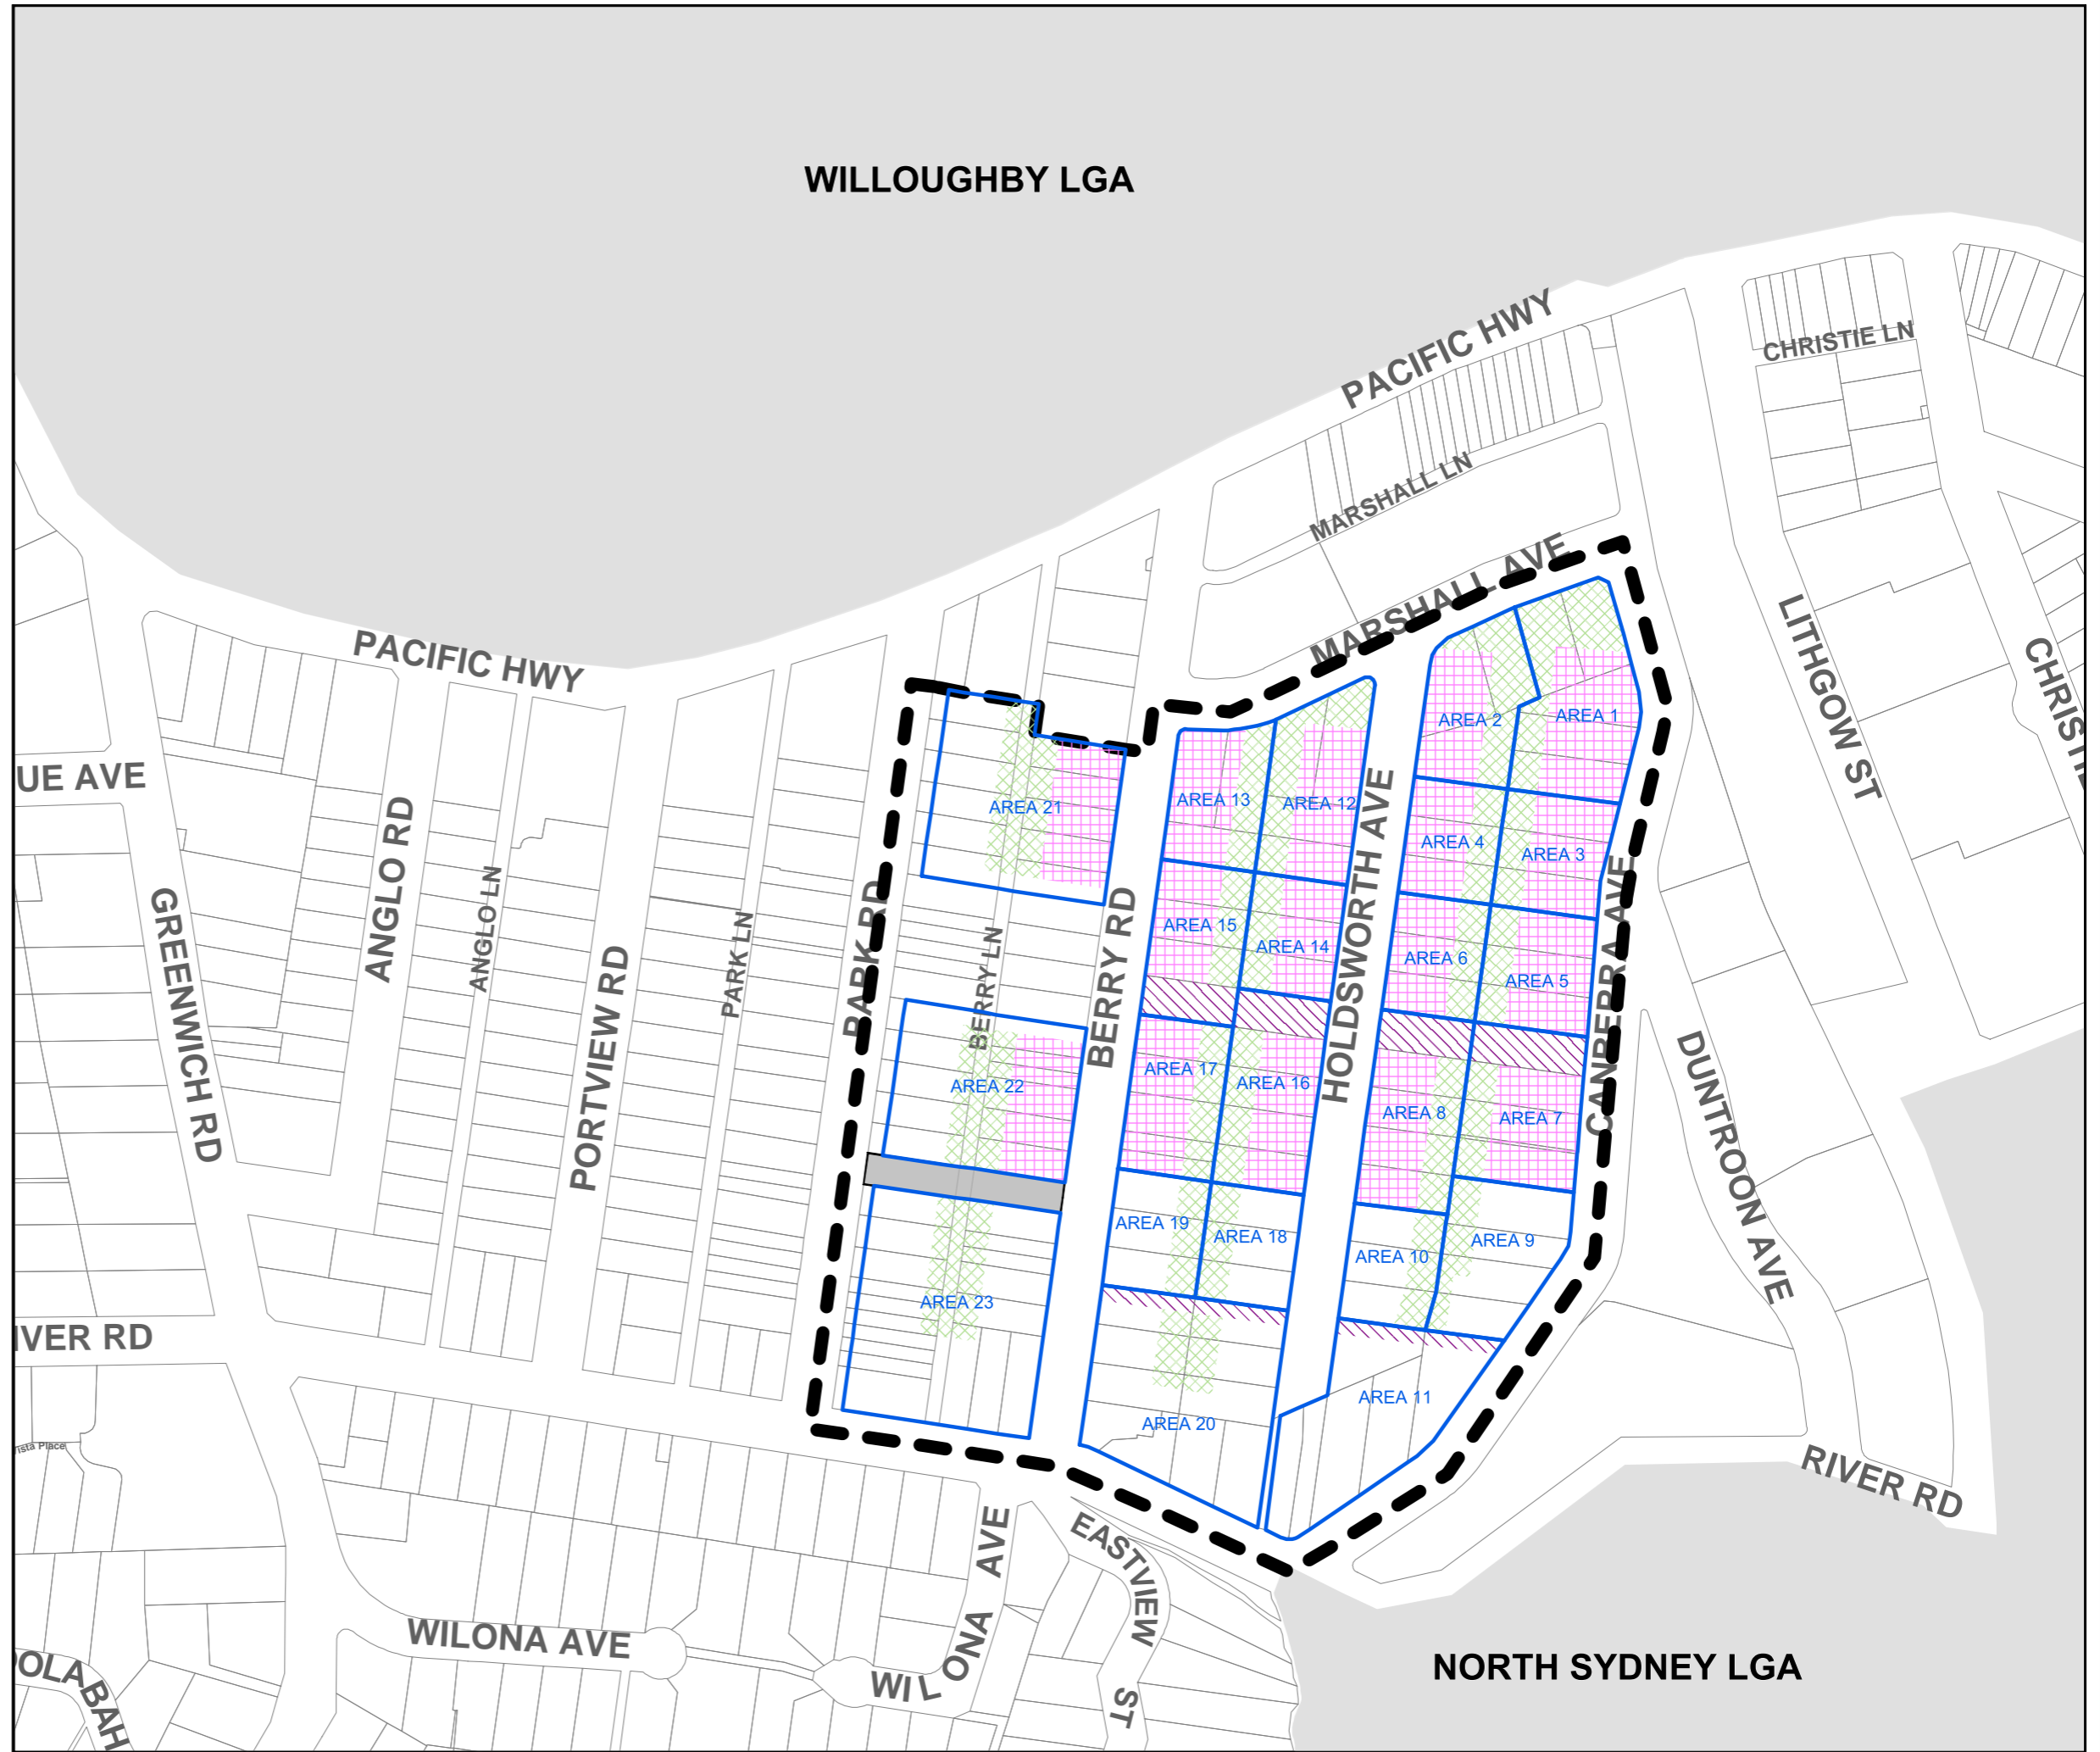 WILLOUGHBY LGA
PACIFIC HWY
CHRISTIE LN
MARSHALL LN
MARSHALL AVE
LITHGOW ST
PACIFIC HWY
AREA 1
AREA 2
UE AVE
AREA 21
AREA 13
AREA 12
AREA 4
AREA 3
ANGLO RD
ANGLO LN
GREENWICH RD
PORTVIEW RD
PARK LN
PARK RD
BERRY LN
BERRY RD
HOLDSWORTH AVE
CANBERRA AVE
AREA 15
AREA 14
AREA 6
AREA 5
AREA 17
AREA 16
AREA 22
AREA 8
AREA 7
DUNTROON AVE
AREA 19
AREA 18
AREA 10
AREA 9
AREA 23
IVER RD
AREA 11
AREA 20
RIVER RD
EASTVIEW ST
WILONA AVE
WILONA AVE
NORTH SYDNEY LGA